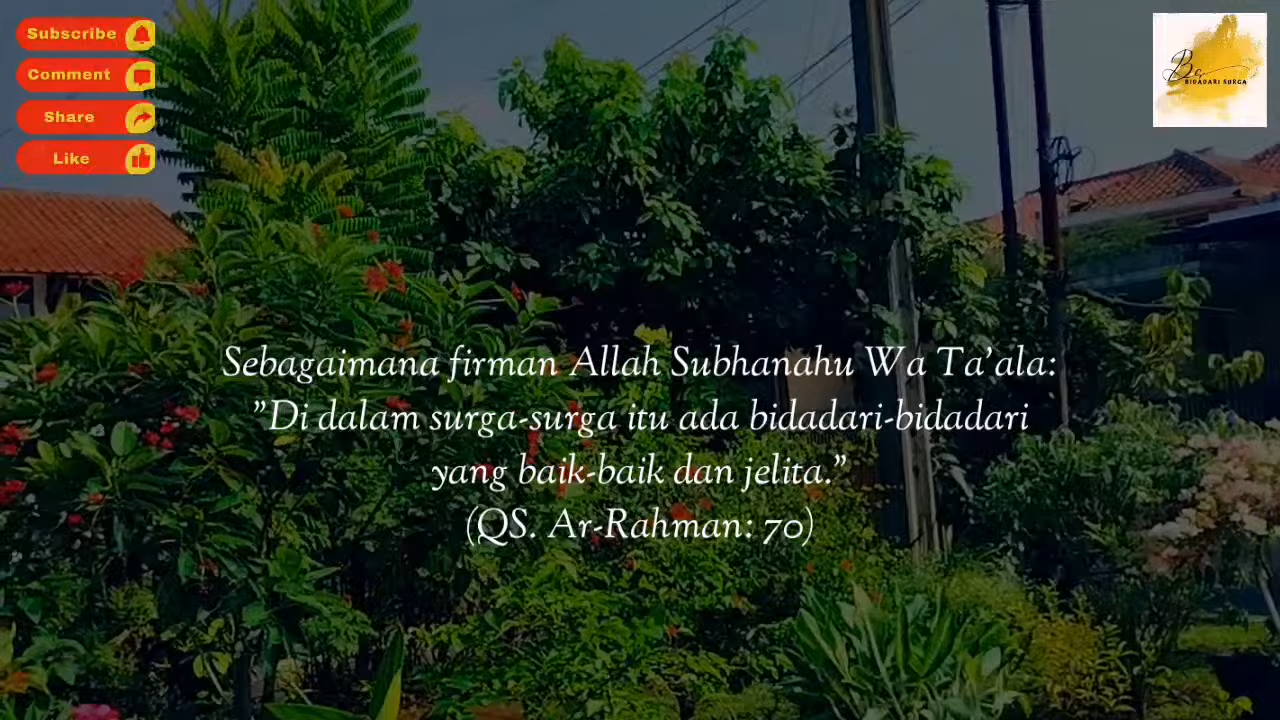 Subscribe
Comment
Share
Like
BIDADARI SURGA
Sebagaimana firman Allah Subhanahu Wa Ta’ala:
”Di dalam surga-surga itu ada bidadari-bidadari
yang baik-baik dan jelita.”
(QS. Ar-Rahman: 70)